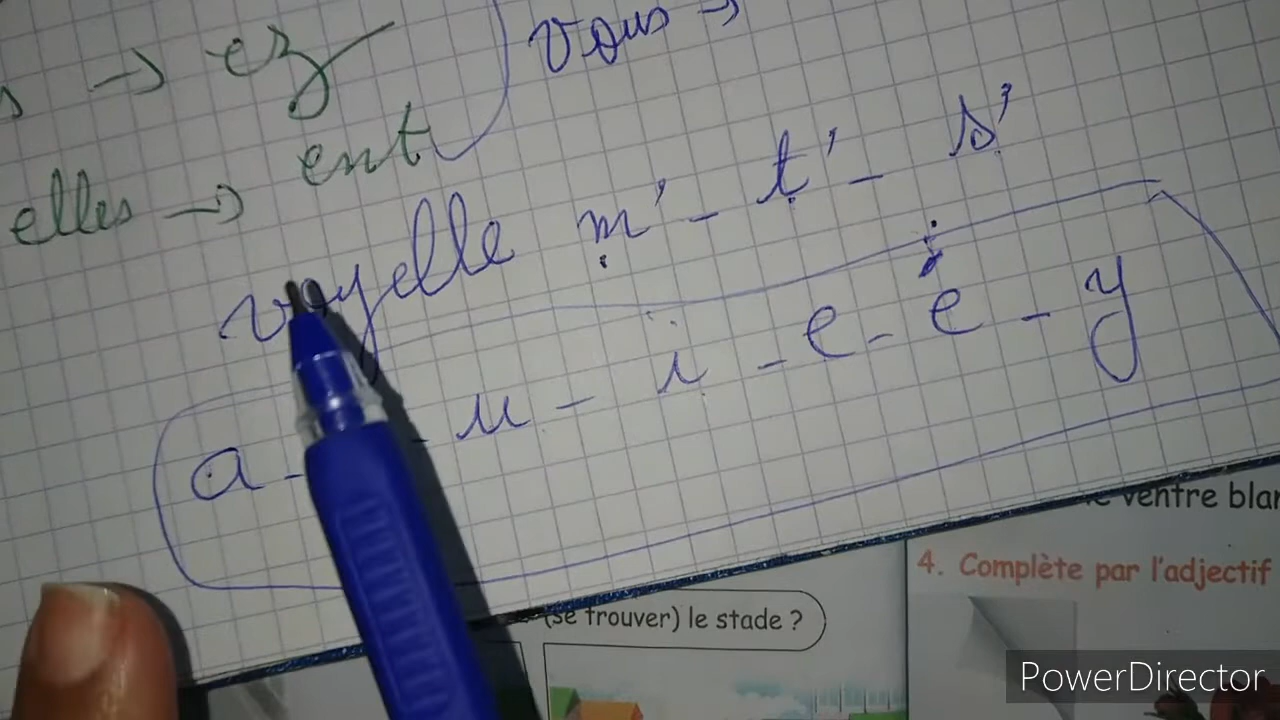 s → ez
vous →
elles → ent
voyelle m' - t' - s'
a - - u - i - e - é - y
ventre blan
4. Complète par l'adjectif
(se trouver) le stade ?
PowerDirector